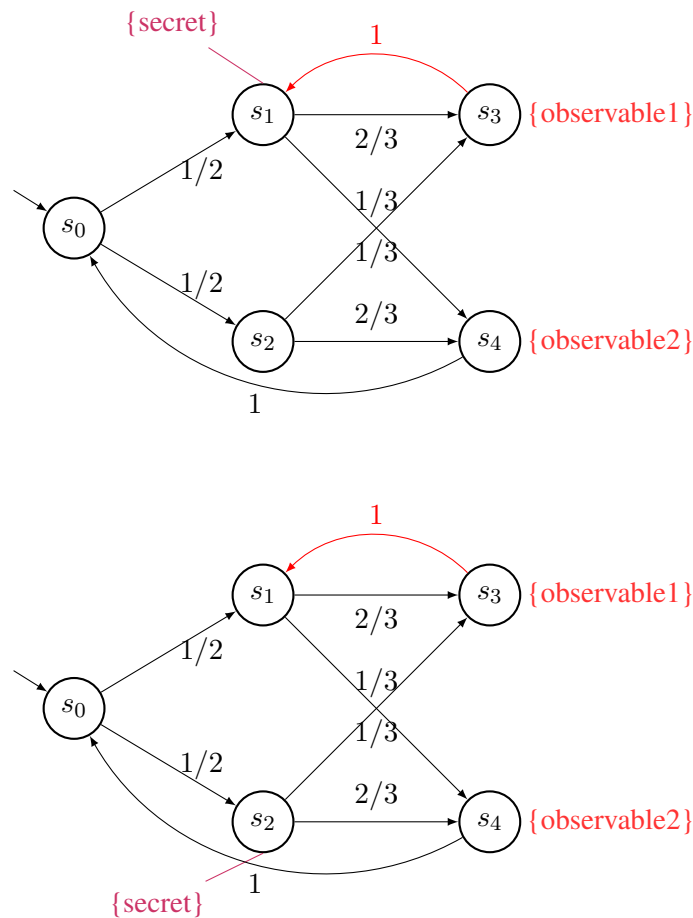 {secret}
1
s₁
2/3
s₃
{observable1}
1/2
1/3
s₀
1/3
1/2
2/3
s₂
s₄
{observable2}
1
1
s₁
2/3
s₃
{observable1}
1/2
1/3
s₀
1/3
1/2
2/3
s₂
s₄
{observable2}
1
{secret}